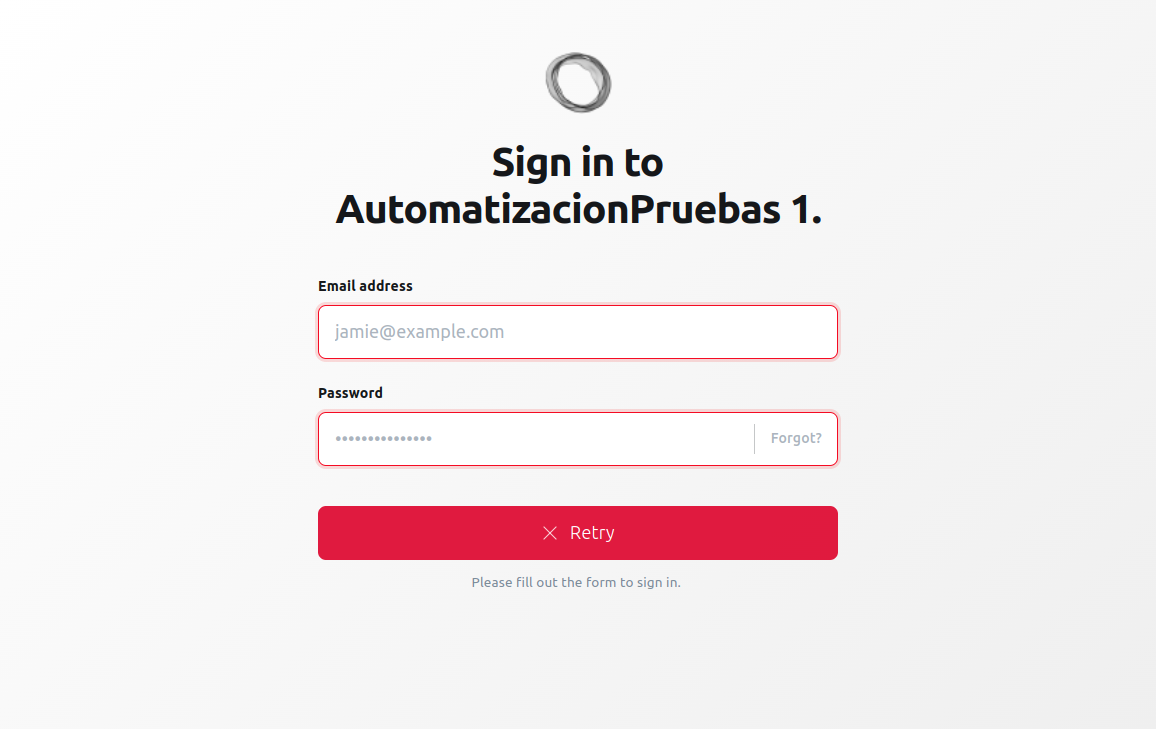 Sign in to
AutomatizacionPruebas 1.
Email address
jamie@example.com
Password
•••••••••••••••
Forgot?
Retry
Please fill out the form to sign in.